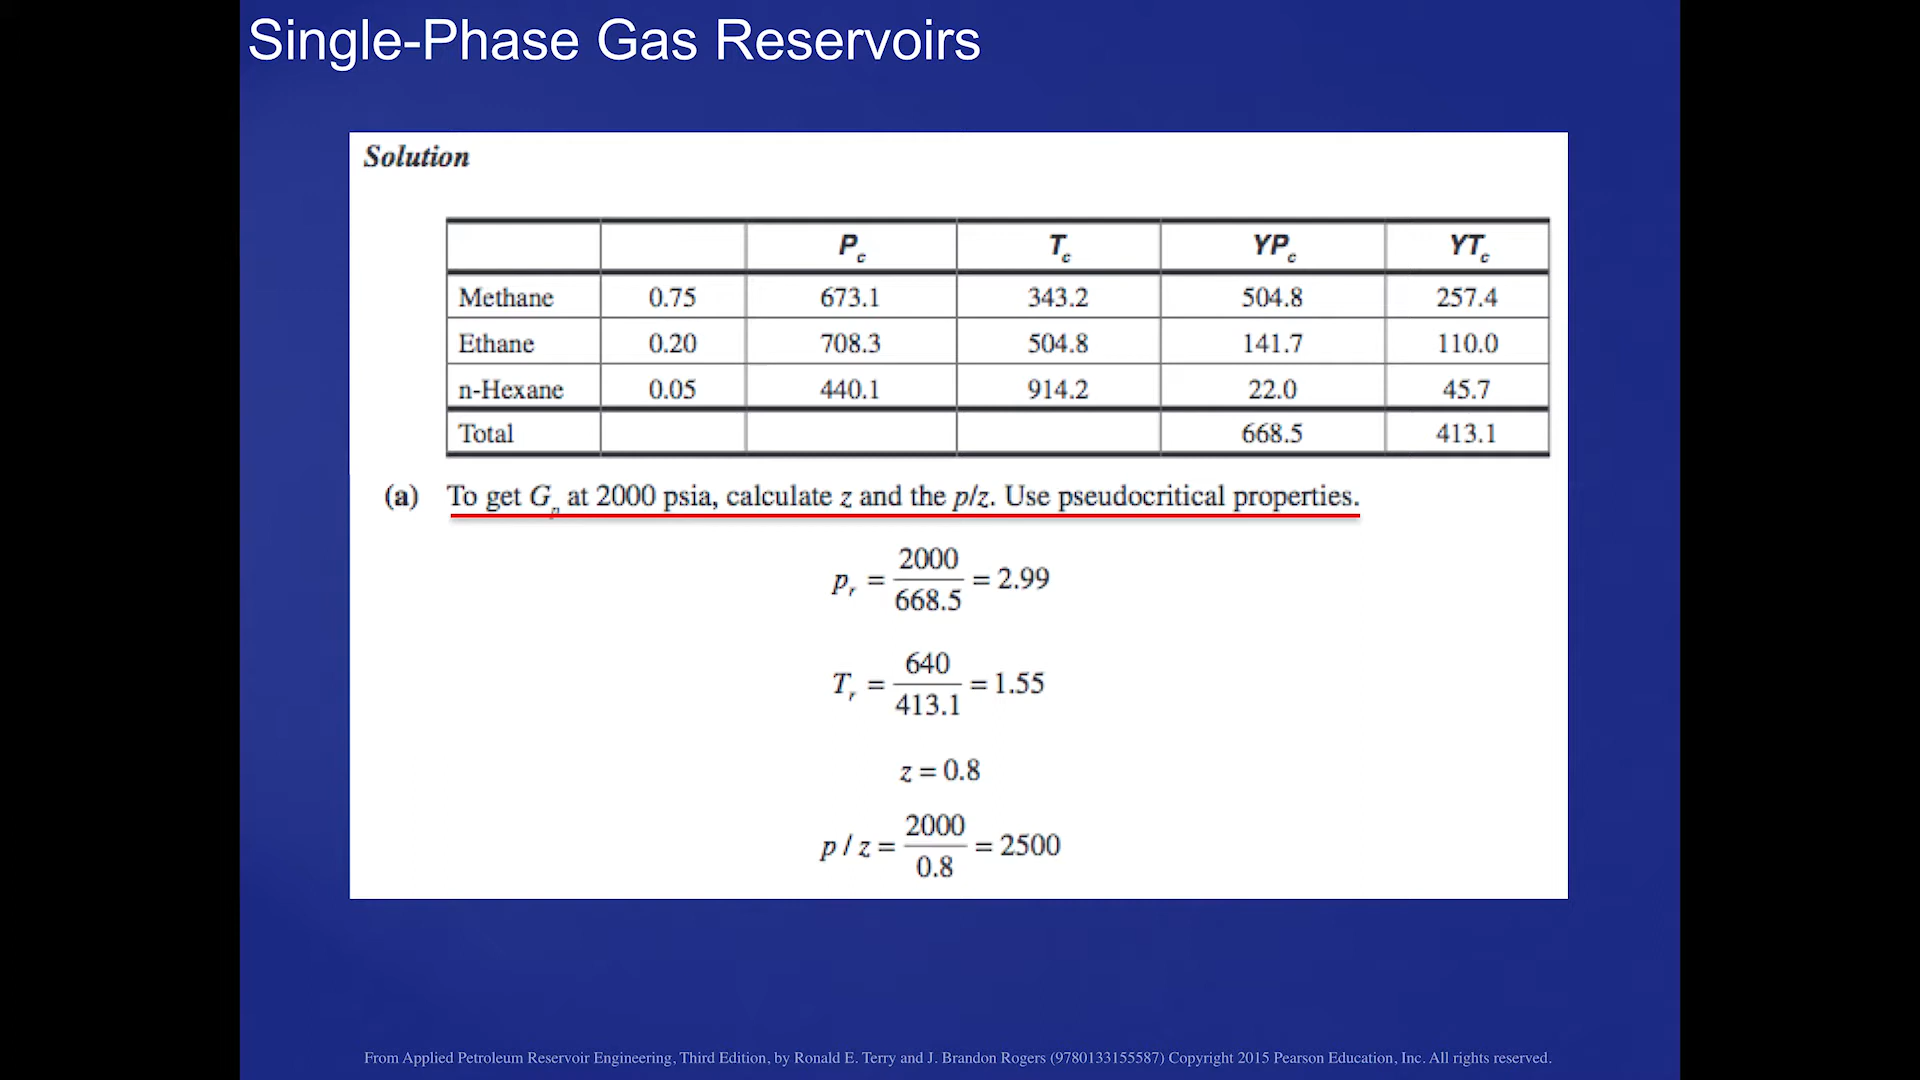 Single-Phase Gas Reservoirs
Solution
P_c T_c YP_c YT_c
Methane 0.75 673.1 343.2 504.8 257.4
Ethane 0.20 708.3 504.8 141.7 110.0
n-Hexane 0.05 440.1 914.2 22.0 45.7
Total 668.5 413.1
(a) To get G_p at 2000 psia, calculate z and the p/z. Use pseudocritical properties.
p_r = 2000/668.5 = 2.99
T_r = 640/413.1 = 1.55
z = 0.8
p / z = 2000/0.8 = 2500
From Applied Petroleum Reservoir Engineering, Third Edition, by Ronald E. Terry and J. Brandon Rogers (9780133155587) Copyright 2015 Pearson Education, Inc. All rights reserved.